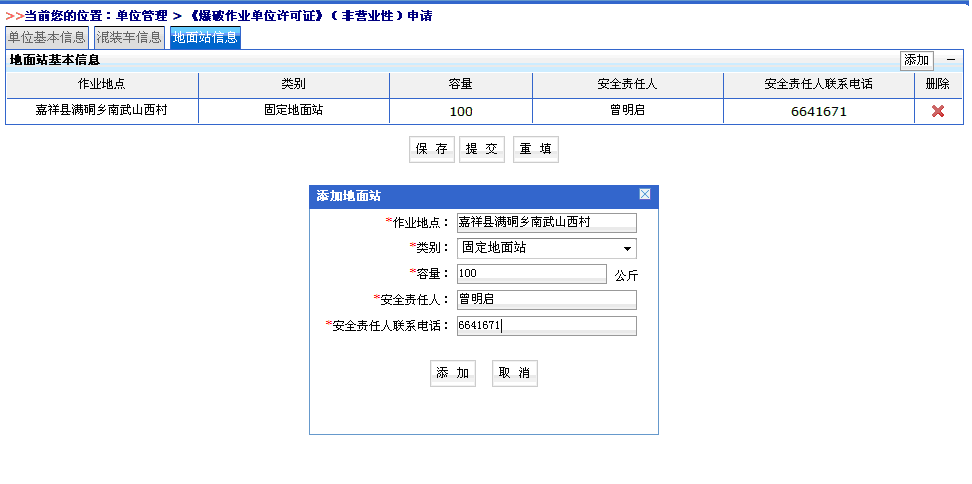 >>当前您的位置：单位管理 > 《爆破作业单位许可证》（非营业性）申请
单位基本信息 混装车信息 地面站信息
地面站基本信息 添加 —
作业地点 类别 容量 安全责任人 安全责任人联系电话 删除
嘉祥县满硐乡南武山西村 固定地面站 100 曾明启 6641671
保 存 提 交 重 填
添加地面站
*作业地点： 嘉祥县满硐乡南武山西村
*类别： 固定地面站
*容量： 100 公斤
*安全责任人： 曾明启
*安全责任人联系电话： 6641671
添 加 取 消